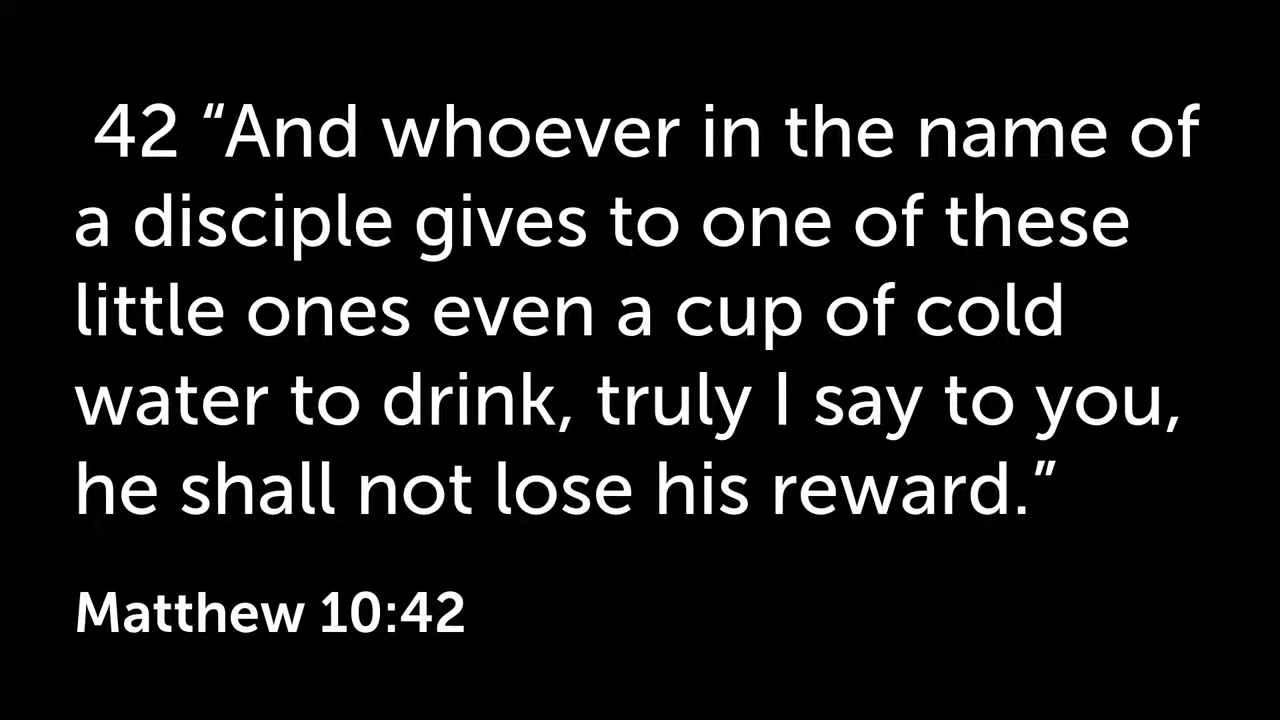 42 “And whoever in the name of
a disciple gives to one of these
little ones even a cup of cold
water to drink, truly I say to you,
he shall not lose his reward.”
Matthew 10:42